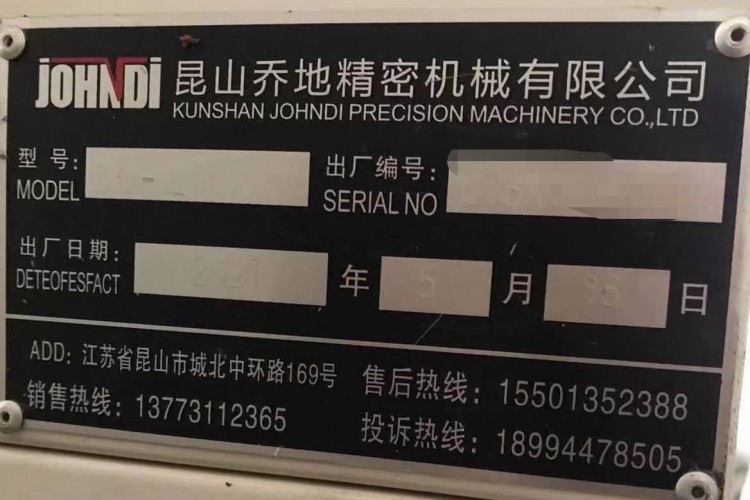 JOHNDI 昆山乔地精密机械有限公司
KUNSHAN JOHNDI PRECISION MACHINERY CO.,LTD
型号: 出厂编号:
MODEL SERIAL NO
出厂日期: 年 5 月 15 日
DETEOFESFACT
ADD: 江苏省昆山市城北中环路169号 售后热线: 15501352388
销售热线: 13773112365 投诉热线: 18994478505